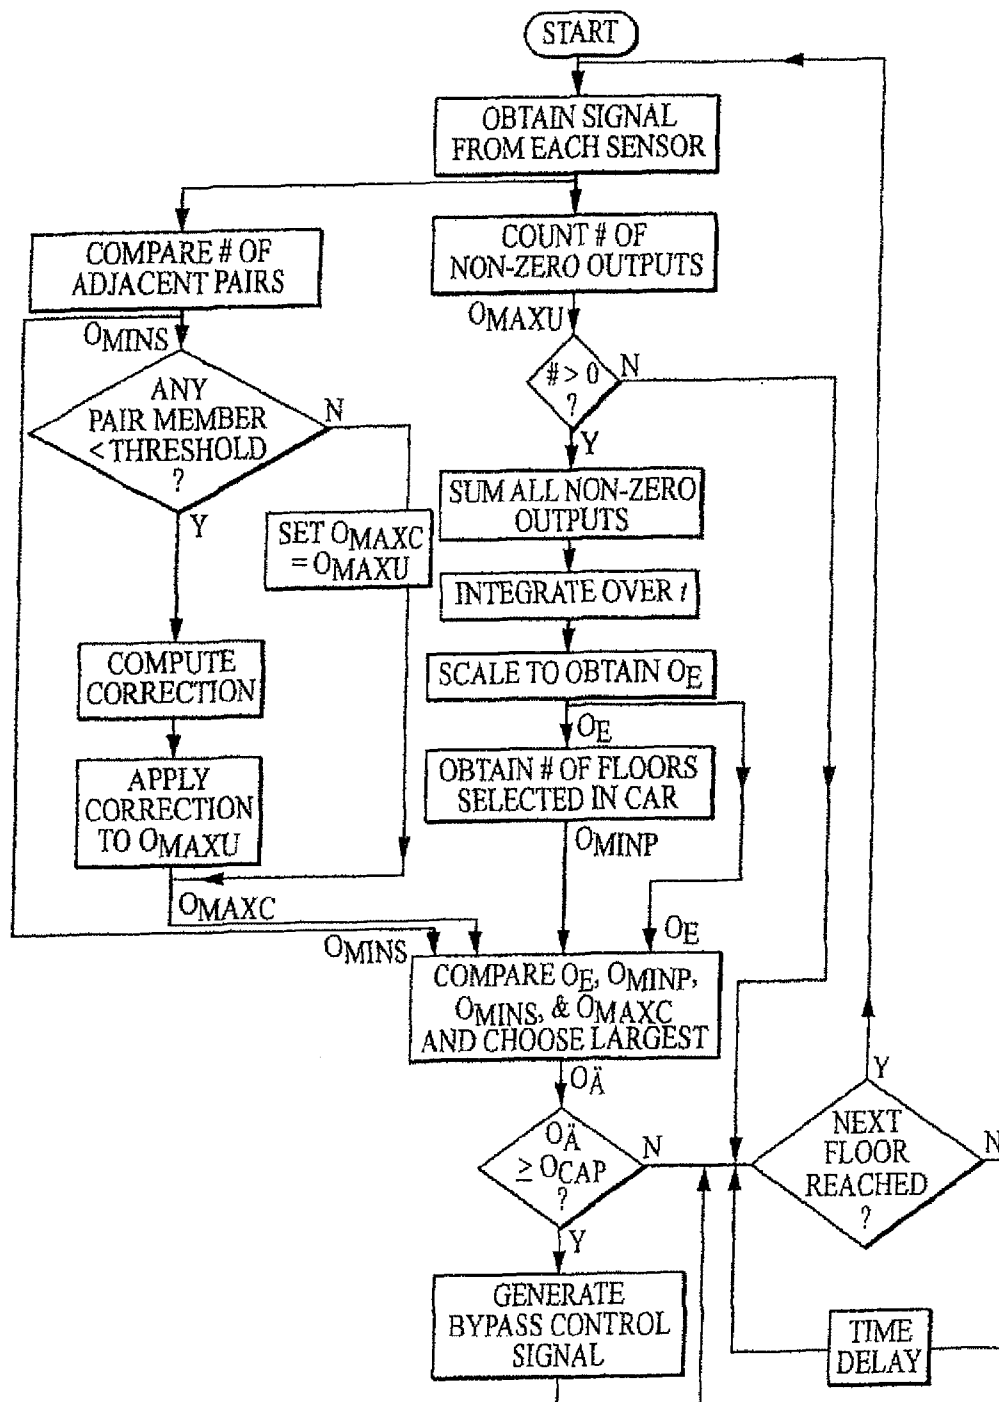 START
OBTAIN SIGNAL
FROM EACH SENSOR
COMPARE # OF
ADJACENT PAIRS
COUNT # OF
NON-ZERO OUTPUTS
OMINS
OMAXU
ANY
PAIR MEMBER
< THRESHOLD
?
N
Y
# > 0
?
N
Y
SUM ALL NON-ZERO
OUTPUTS
SET OMAXC
= OMAXU
INTEGRATE OVER t
COMPUTE
CORRECTION
SCALE TO OBTAIN OE
OE
APPLY
CORRECTION
TO OMAXU
OBTAIN # OF FLOORS
SELECTED IN CAR
OMINP
OMAXC
OMINS
OE
COMPARE OE, OMINP,
OMINS, & OMAXC
AND CHOOSE LARGEST
OÄ
OÄ
≥ OCAP
?
N
Y
NEXT
FLOOR
REACHED
?
Y
N
GENERATE
BYPASS CONTROL
SIGNAL
TIME
DELAY